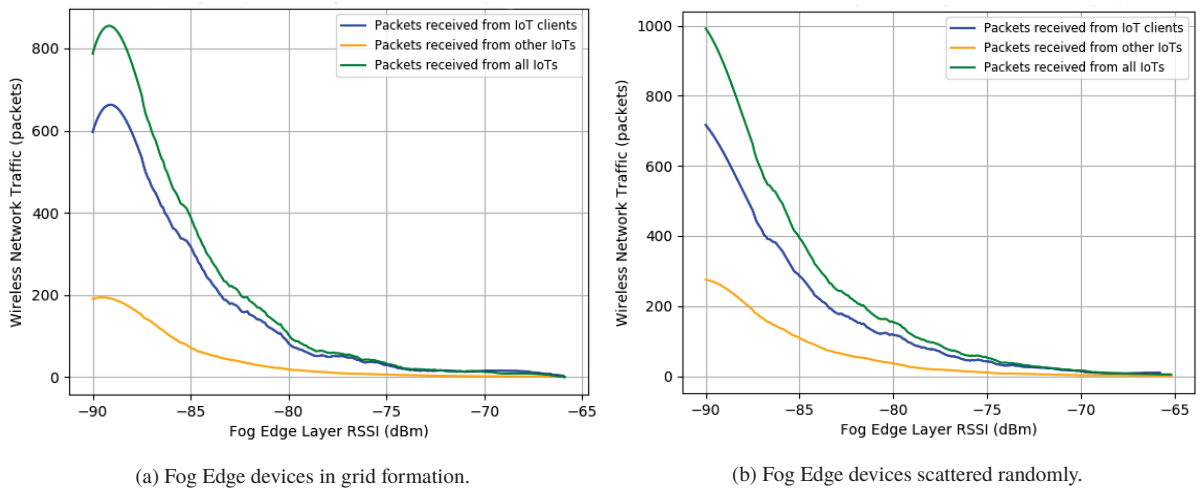 Packets received from IoT clients
Packets received from other IoTs
Packets received from all IoTs
800
600
400
200
0
Wireless Network Traffic (packets)
−90
−85
−80
−75
−70
−65
Fog Edge Layer RSSI (dBm)
(a) Fog Edge devices in grid formation.
Packets received from IoT clients
Packets received from other IoTs
Packets received from all IoTs
1000
800
600
400
200
0
Wireless Network Traffic (packets)
−90
−85
−80
−75
−70
−65
Fog Edge Layer RSSI (dBm)
(b) Fog Edge devices scattered randomly.